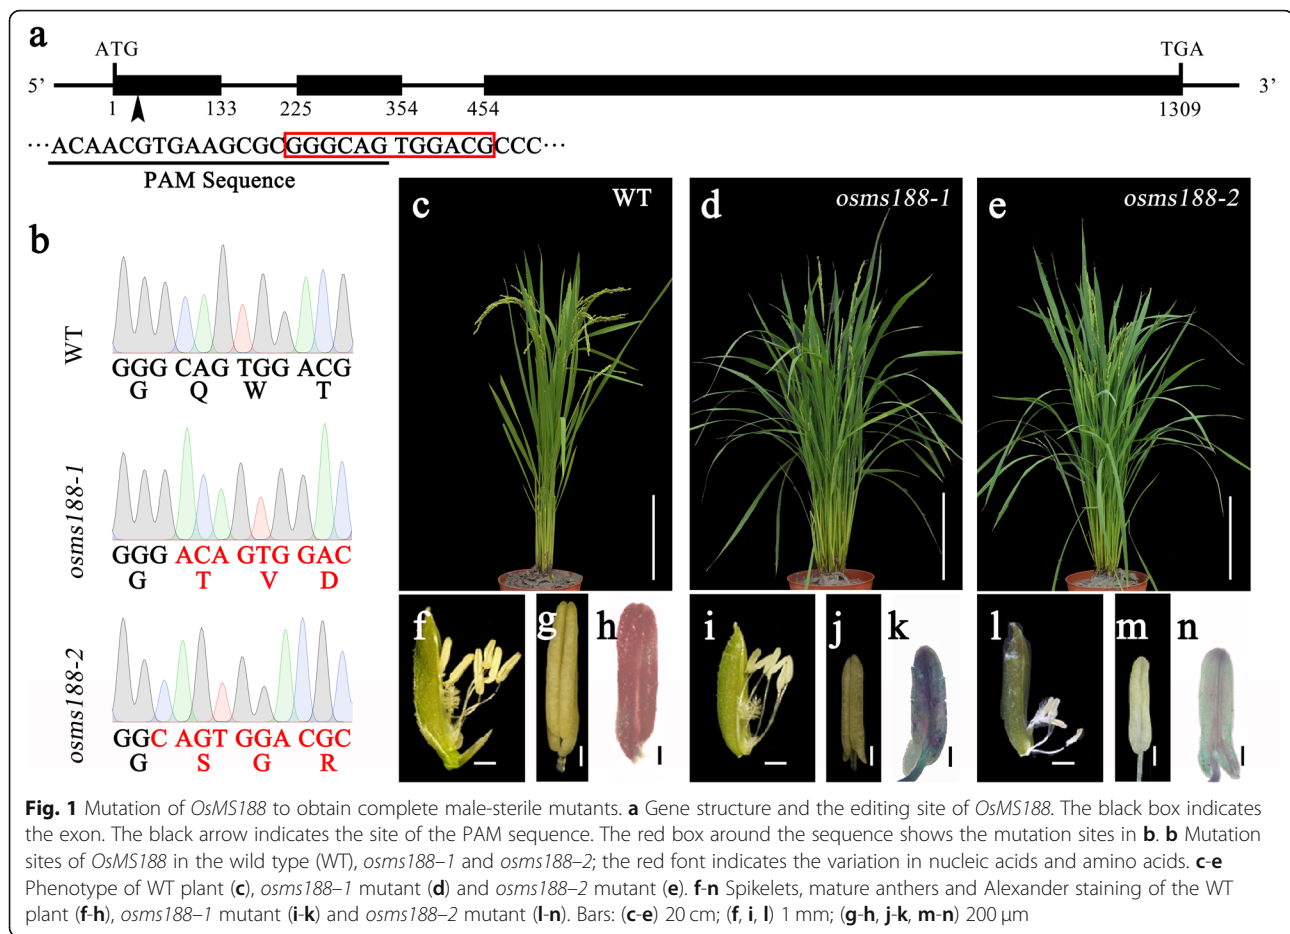 a
ATG TGA
5’ 3’
1 133 225 354 454 1309
···ACAACGTGAAGCGCGGGCAG TGGACGCCC···
PAM Sequence
b
WT
GGG CAG TGG ACG
G Q W T
osms188-1
GGG ACA GTG GAC
G T V D
osms188-2
GGC AGT GGA CGC
G S G R
c WT
d osms188-1
e osms188-2
f g h i j k l m n
Fig. 1 Mutation of OsMS188 to obtain complete male-sterile mutants. a Gene structure and the editing site of OsMS188. The black box indicates
the exon. The black arrow indicates the site of the PAM sequence. The red box around the sequence shows the mutation sites in b. b Mutation
sites of OsMS188 in the wild type (WT), osms188–1 and osms188–2; the red font indicates the variation in nucleic acids and amino acids. c-e
Phenotype of WT plant (c), osms188–1 mutant (d) and osms188–2 mutant (e). f-n Spikelets, mature anthers and Alexander staining of the WT
plant (f-h), osms188–1 mutant (i-k) and osms188–2 mutant (l-n). Bars: (c-e) 20 cm; (f, i, l) 1 mm; (g-h, j-k, m-n) 200 μm